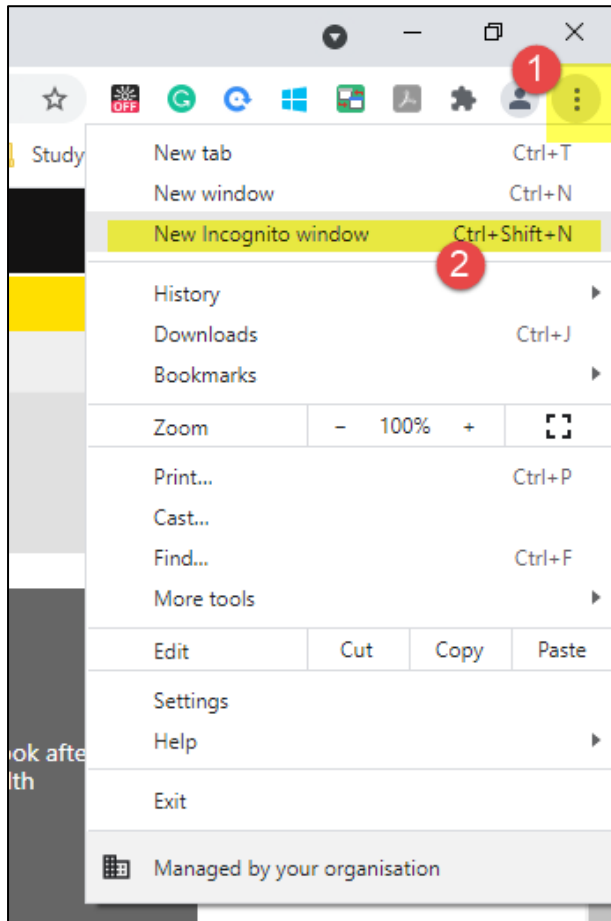 1
OFF
G
Study
New tab Ctrl+T
New window Ctrl+N
New Incognito window Ctrl+Shift+N
2
History
Downloads Ctrl+J
Bookmarks
Zoom - 100% +
Print... Ctrl+P
Cast...
Find... Ctrl+F
More tools
Edit Cut Copy Paste
Settings
Help
ook afte
lth
Exit
Managed by your organisation